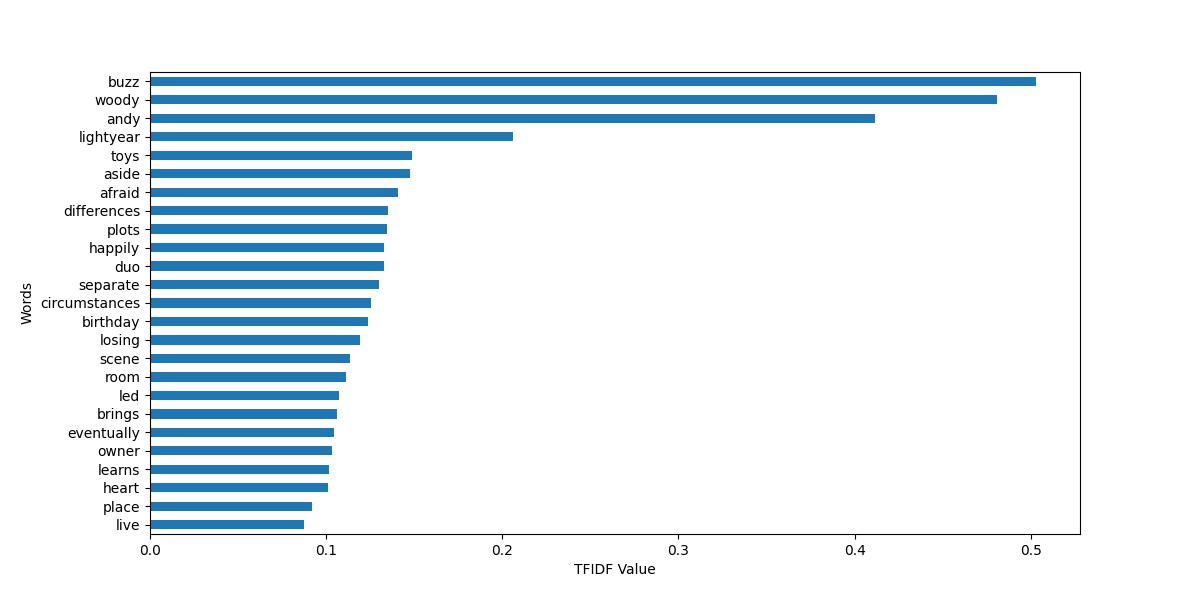 buzz
woody
andy
lightyear
toys
aside
afraid
differences
plots
happily
duo
separate
circumstances
birthday
losing
scene
room
led
brings
eventually
owner
learns
heart
place
live
Words
0.0 0.1 0.2 0.3 0.4 0.5
TFIDF Value